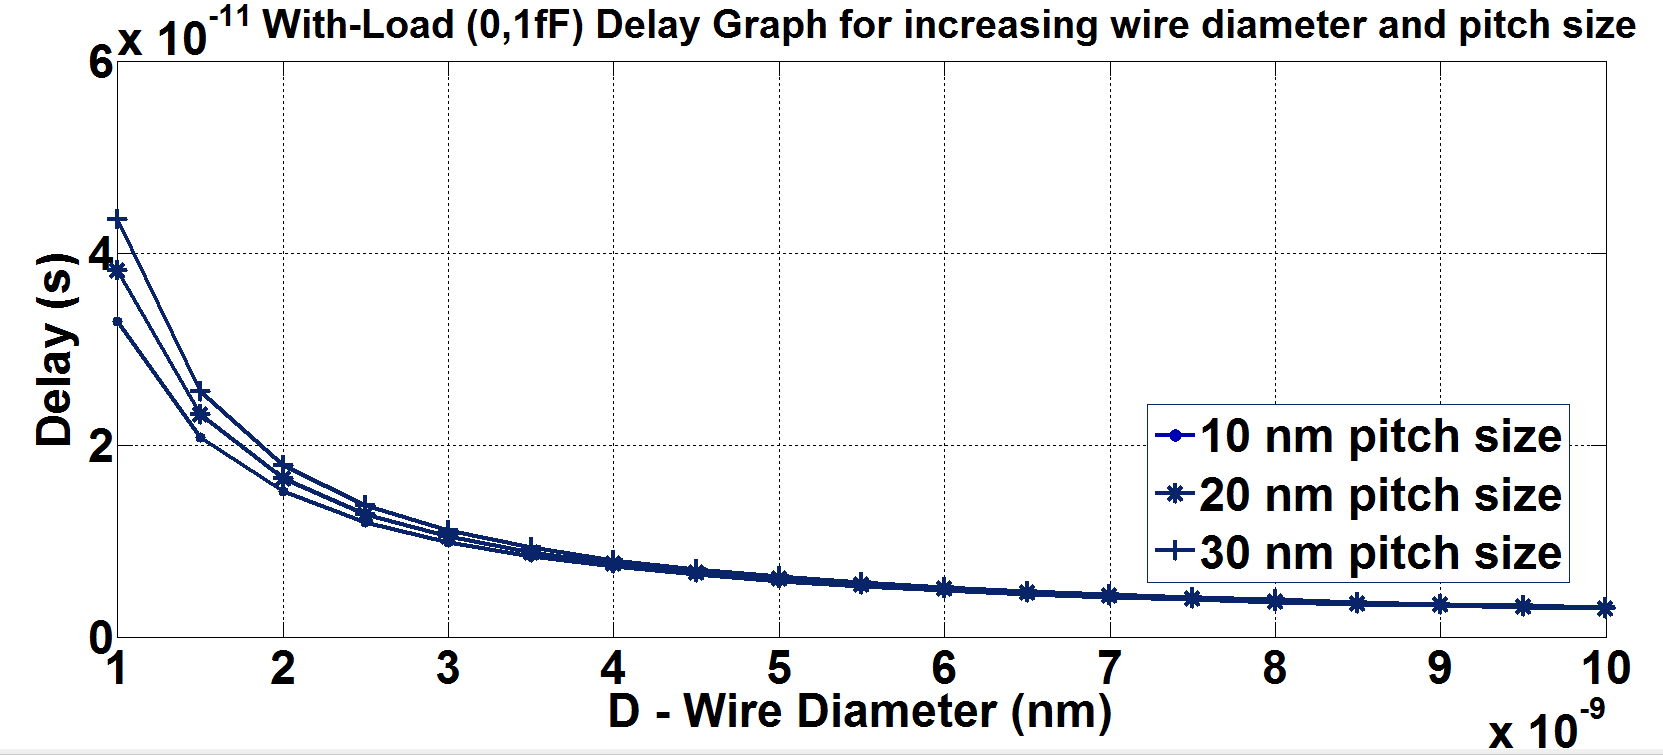 x 10-11 With-Load (0,1fF) Delay Graph for increasing wire diameter and pitch size
6
4
2
0
Delay (s)
10 nm pitch size
20 nm pitch size
30 nm pitch size
1 2 3 4 5 6 7 8 9 10
D - Wire Diameter (nm)
x 10-9